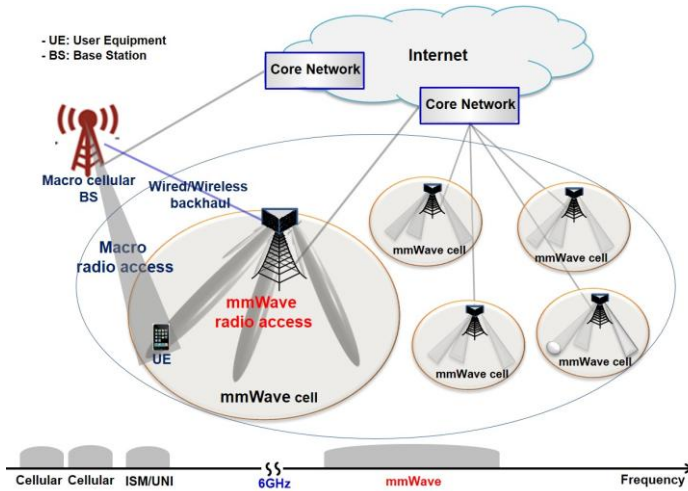 - UE: User Equipment
- BS: Base Station
Internet
Core Network
Core Network
Macro cellular
BS
Wired/Wireless
backhaul
Macro
radio access
mmWave
radio access
UE
mmWave cell
mmWave cell
mmWave cell
mmWave cell
mmWave cell
Cellular
Cellular
ISM/UNI
6GHz
mmWave
Frequency